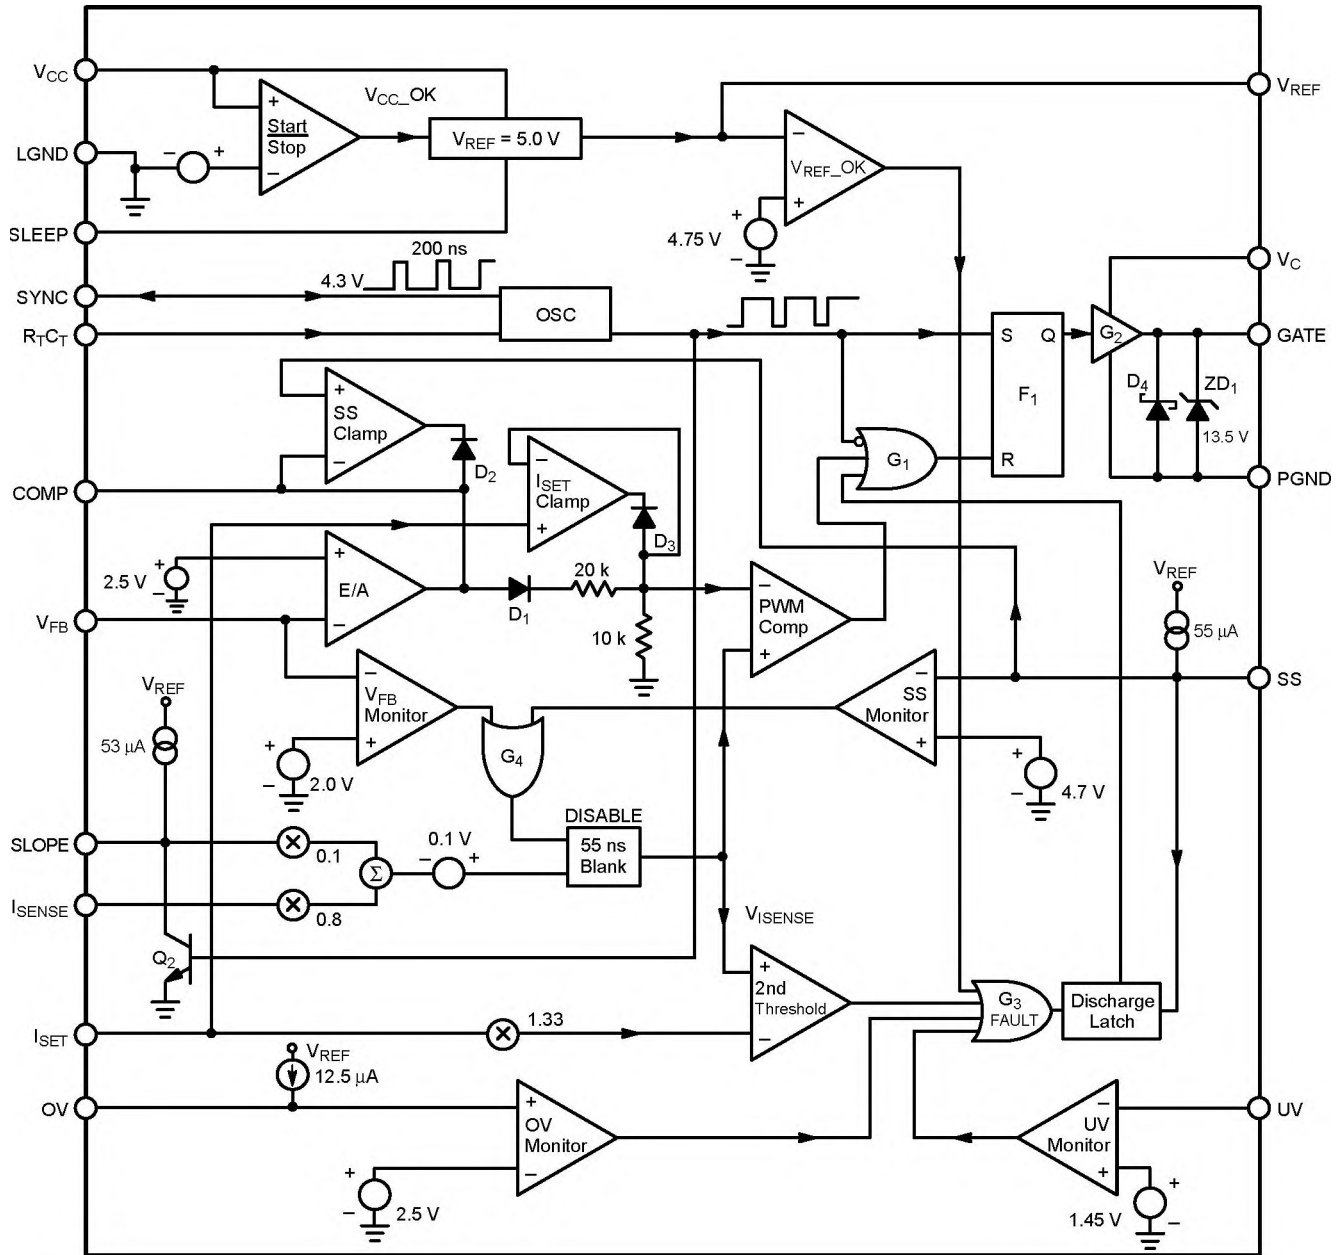 VCC
LGND
SLEEP
SYNC
RTCT
COMP
VFB
SLOPE
ISENSE
ISET
OV
VREF
VC
GATE
PGND
SS
UV
+
Start
Stop
−
− +
VCC_OK
VREF = 5.0 V
−
VREF_OK
+
+
4.75 V
−
200 ns
4.3 V
OSC
S Q
F1
R
G2
D4
ZD1
13.5 V
+
SS
Clamp
−
D2
−
ISET
Clamp
+
D3
G1
+
2.5 V
−
+
E/A
−
D1
20 k
10 k
−
PWM
Comp
+
VREF
55 µA
VREF
53 µA
−
VFB
Monitor
+
+
2.0 V
−
G4
−
SS
Monitor
+
+
4.7 V
−
DISABLE
55 ns
Blank
0.1 V
− +
0.1
Σ
0.8
VISENSE
Q2
+
2nd
Threshold
−
1.33
G3
FAULT
Discharge
Latch
VREF
12.5 µA
+
OV
Monitor
−
+
2.5 V
−
−
UV
Monitor
+
+
1.45 V
−